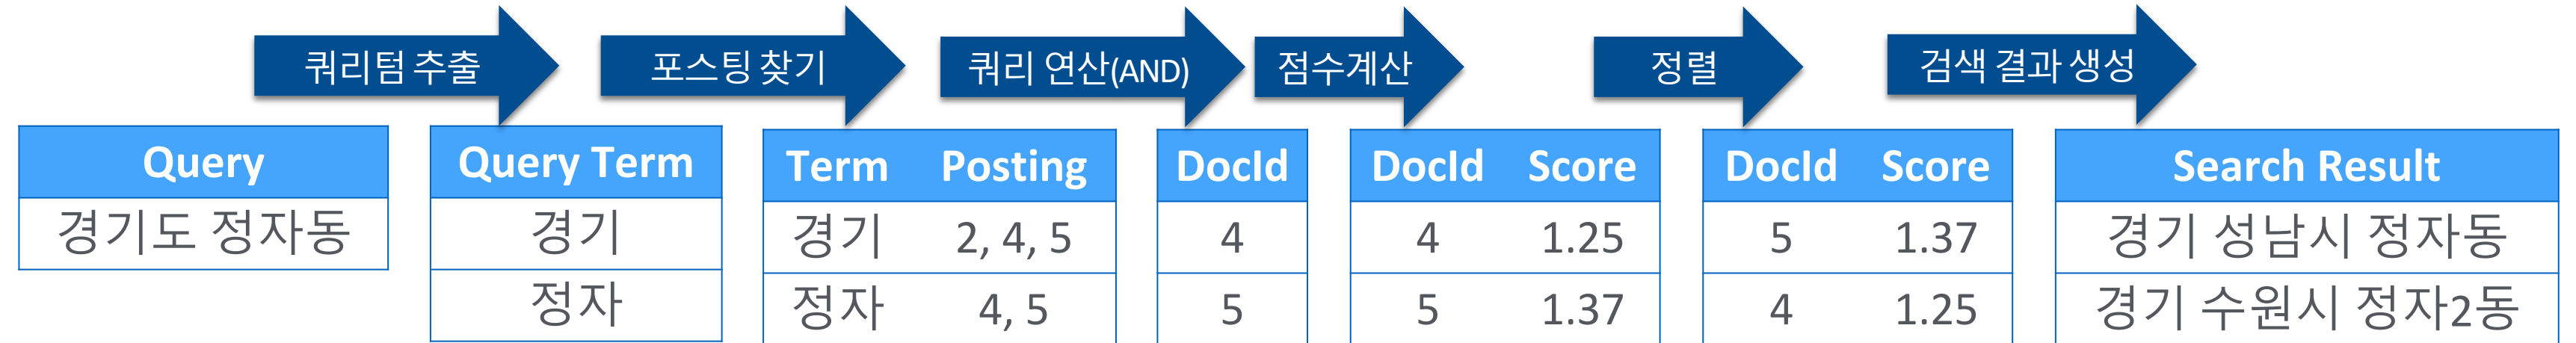 쿼리텀 추출 포스팅 찾기 쿼리 연산(AND) 점수계산 정렬 검색 결과 생성
Query Query Term Term Posting DocId DocId Score DocId Score Search Result
경기도 정자동 경기 경기 2, 4, 5 4 4 1.25 5 1.37 경기 성남시 정자동
정자 정자 4, 5 5 5 1.37 4 1.25 경기 수원시 정자2동